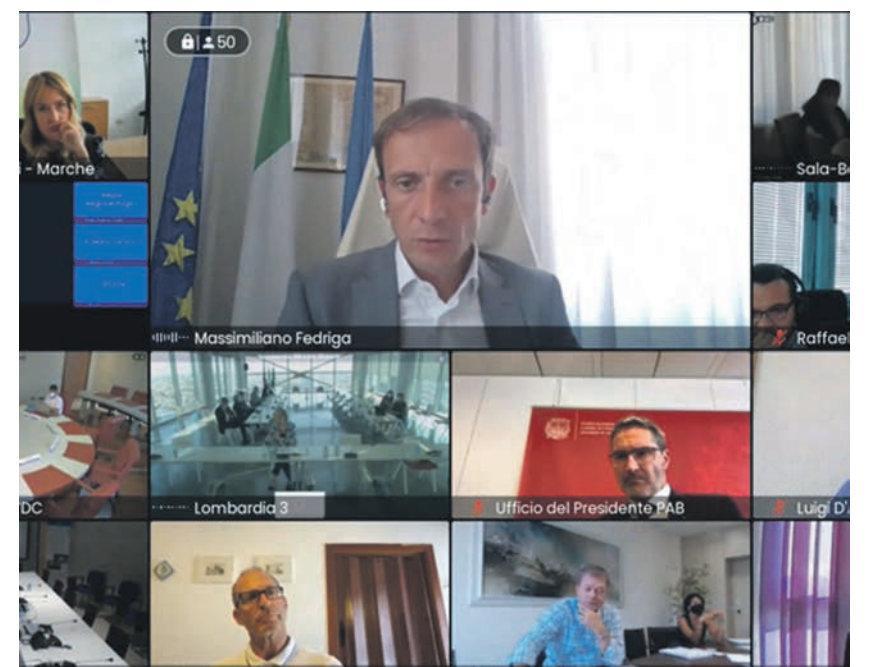 50
- Marche
Sala-B
Massimiliano Fedriga
Raffael
DC
Lombardia 3
Ufficio del Presidente PAB
Luigi D'